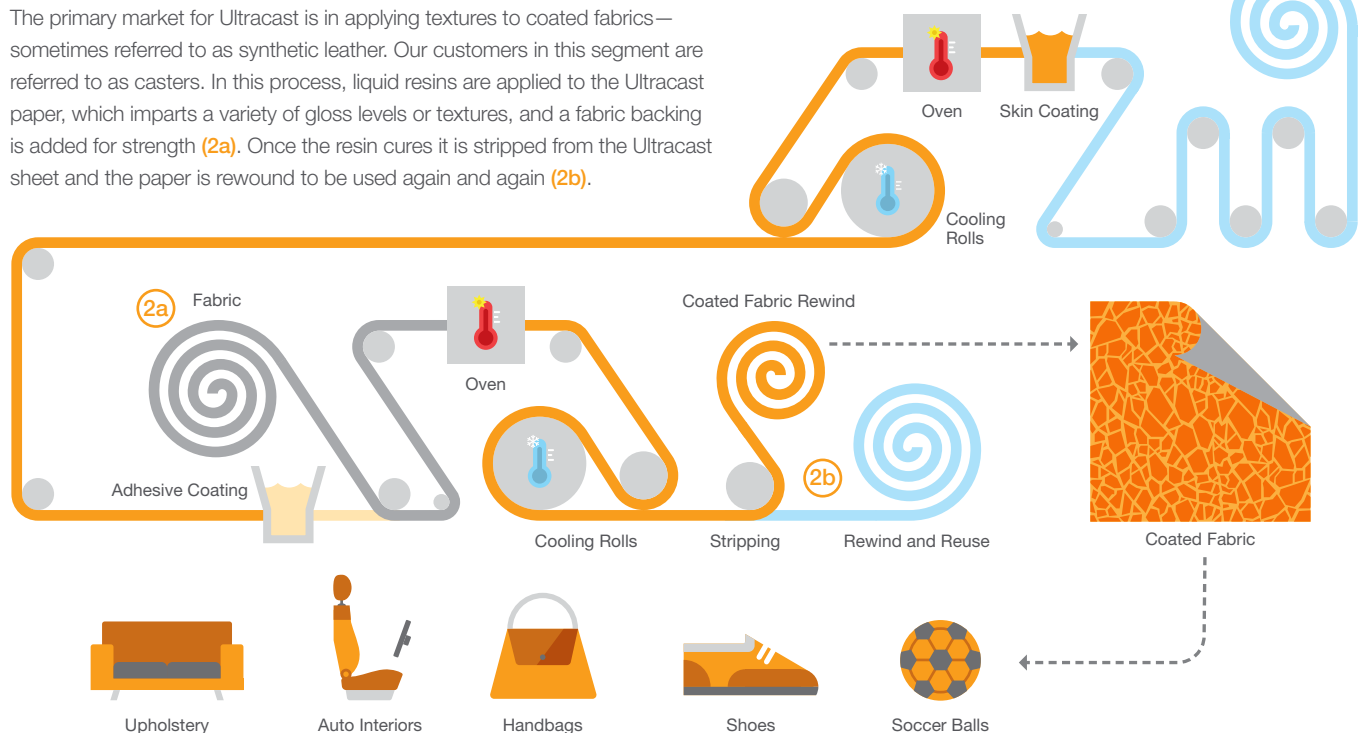 The primary market for Ultracast is in applying textures to coated fabrics—
sometimes referred to as synthetic leather. Our customers in this segment are
referred to as casters. In this process, liquid resins are applied to the Ultracast
paper, which imparts a variety of gloss levels or textures, and a fabric backing
is added for strength (2a). Once the resin cures it is stripped from the Ultracast
sheet and the paper is rewound to be used again and again (2b).
Oven
Skin Coating
Cooling
Rolls
2a
Fabric
Adhesive Coating
Oven
Cooling Rolls
Coated Fabric Rewind
Stripping
2b
Rewind and Reuse
Coated Fabric
Upholstery
Auto Interiors
Handbags
Shoes
Soccer Balls